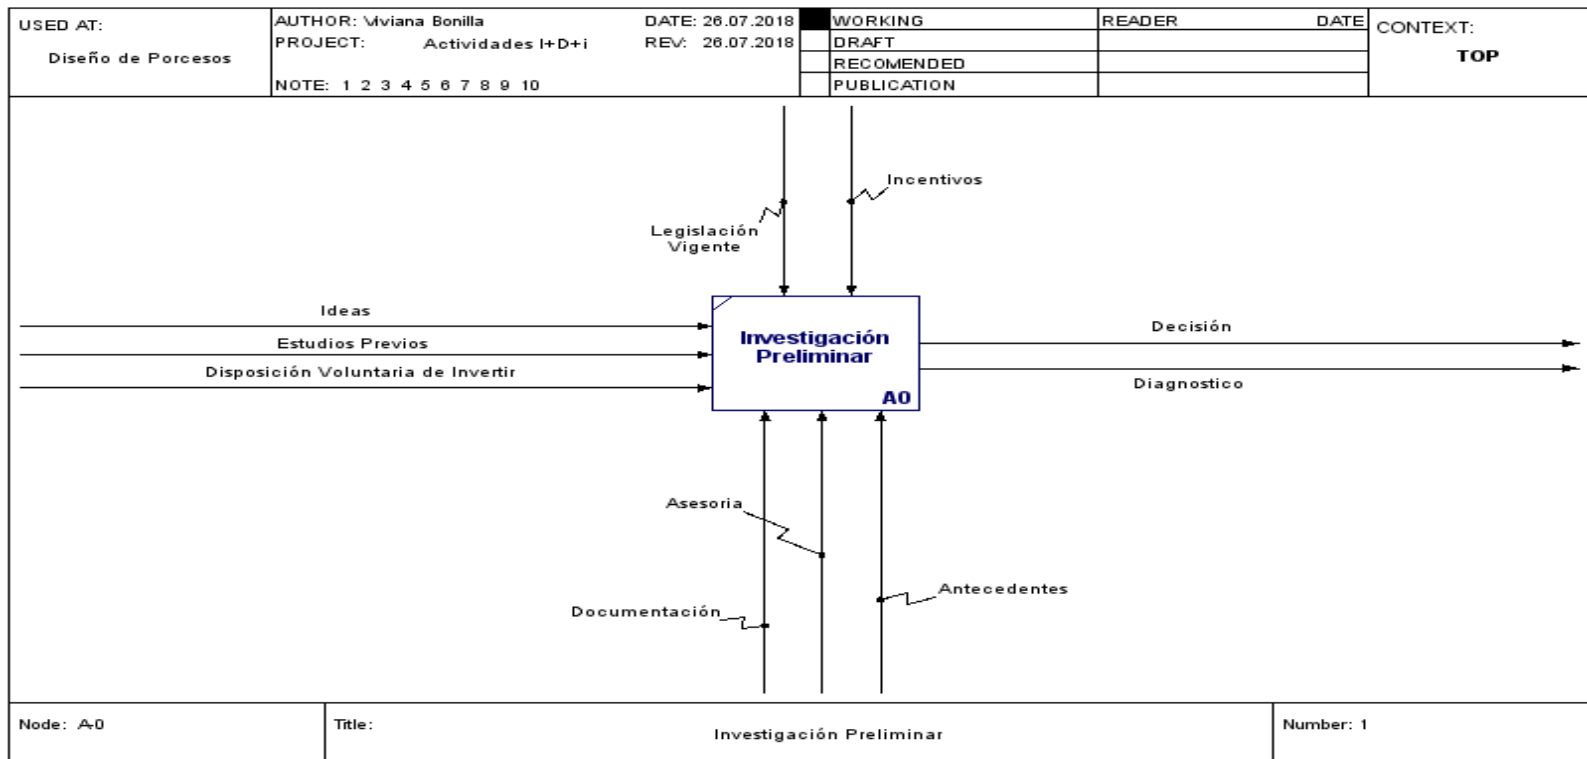 USED AT:
Diseño de Porcesos
AUTHOR: Viviana Bonilla
DATE: 26.07.2018
PROJECT: Actividades I+D+i
REV: 26.07.2018
NOTE: 1 2 3 4 5 6 7 8 9 10
WORKING
DRAFT
RECOMENDED
PUBLICATION
READER DATE
CONTEXT:
TOP
Incentivos
Legislación
Vigente
Ideas
Estudios Previos
Disposición Voluntaria de Invertir
Investigación
Preliminar
A0
Decisión
Diagnostico
Asesoria
Antecedentes
Documentación
Node: A-0
Title:
Investigación Preliminar
Number: 1